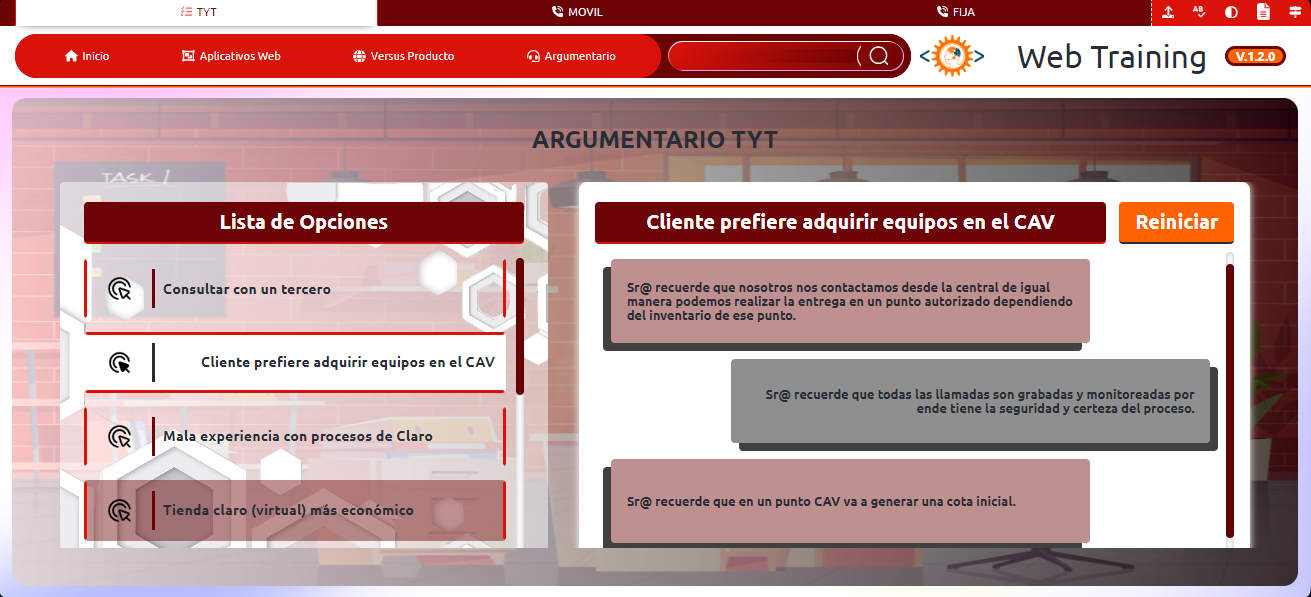 TYT
MOVIL
FIJA
Inicio
Aplicativos Web
Versus Producto
Argumentario
Web Training
V.1.2.0
ARGUMENTARIO TYT
TASK 1
Lista de Opciones
Consultar con un tercero
Cliente prefiere adquirir equipos en el CAV
Mala experiencia con procesos de Claro
Tienda claro (virtual) más económico
Cliente prefiere adquirir equipos en el CAV
Reiniciar
Sr@ recuerde que nosotros nos contactamos desde la central de igual
manera podemos realizar la entrega en un punto autorizado dependiendo
del inventario de ese punto.
Sr@ recuerde que todas las llamadas son grabadas y monitoreadas por
ende tiene la seguridad y certeza del proceso.
Sr@ recuerde que en un punto CAV va a generar una cota inicial.